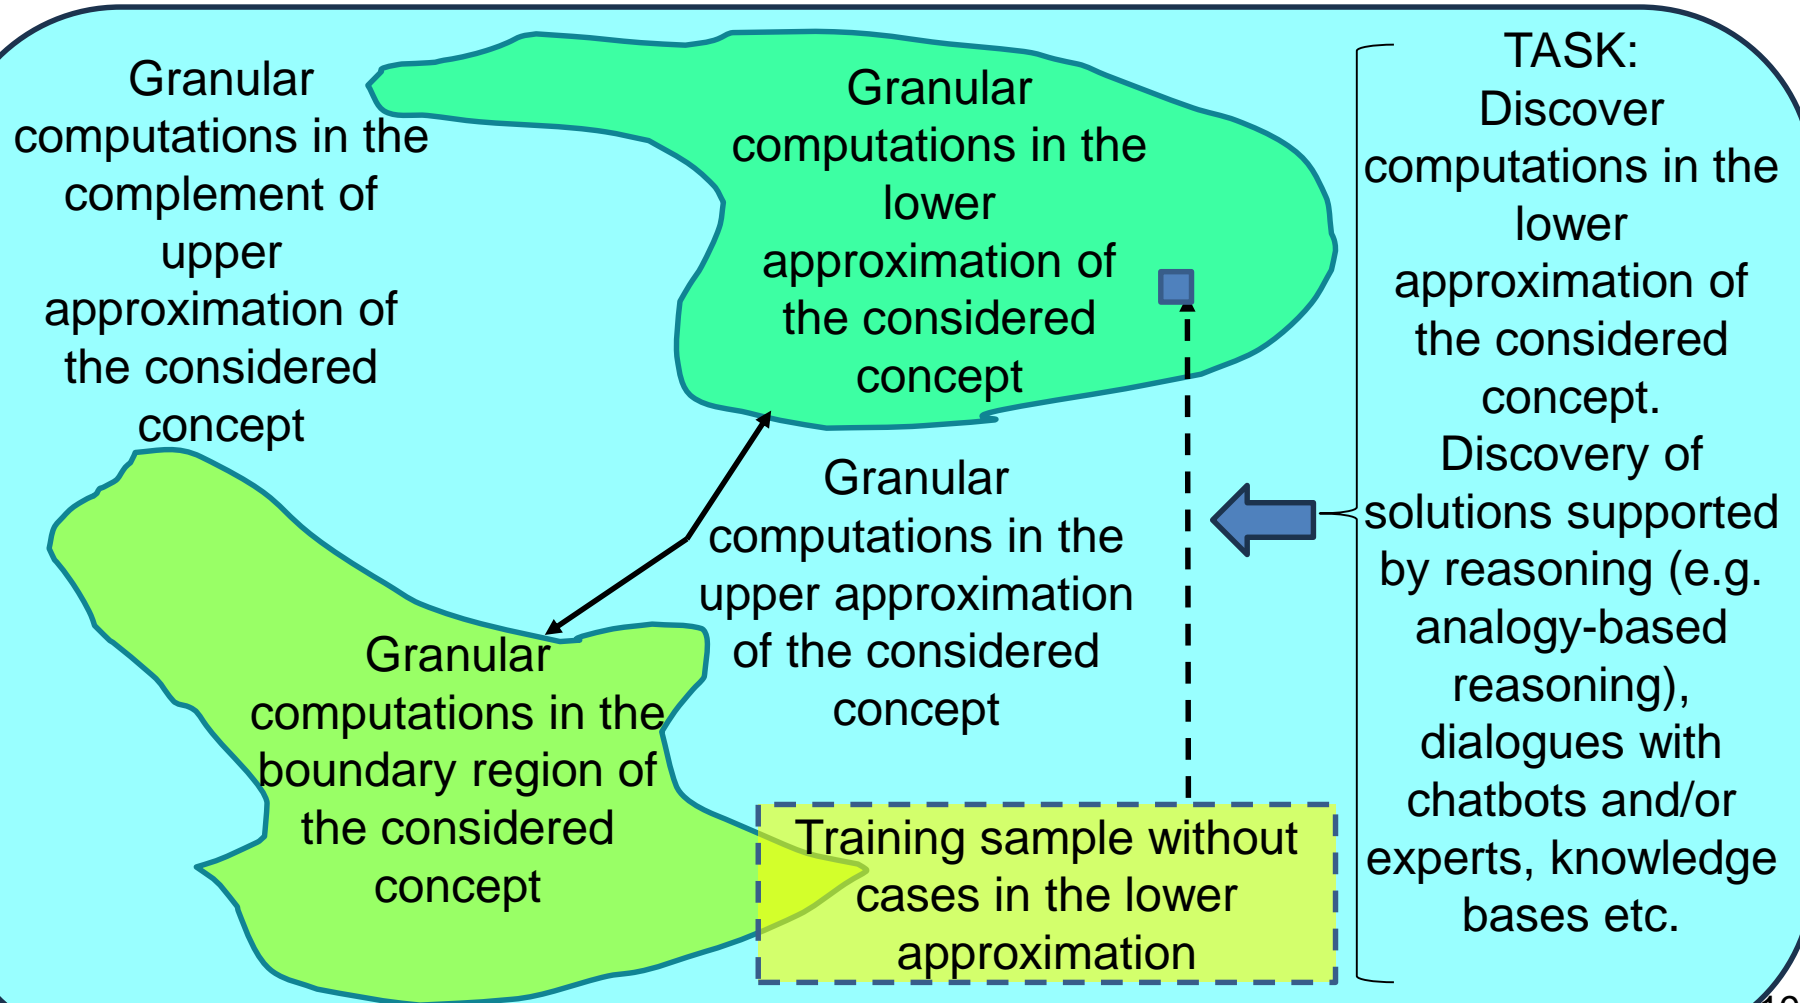 Granular
computations in the
complement of
upper
approximation of
the considered
concept
Granular
computations in the
lower
approximation of
the considered
concept
Granular
computations in the
upper approximation
of the considered
concept
Granular
computations in the
boundary region of
the considered
concept
Training sample without
cases in the lower
approximation
TASK:
Discover
computations in the
lower
approximation of
the considered
concept.
Discovery of
solutions supported
by reasoning (e.g.
analogy-based
reasoning),
dialogues with
chatbots and/or
experts, knowledge
bases etc.